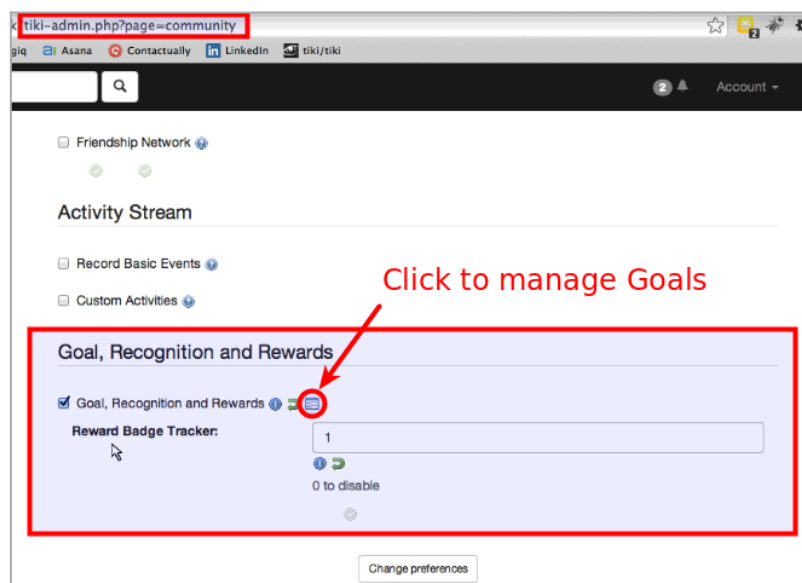 tiki-admin.php?page=community
giq Asana Contactually LinkedIn tiki/tiki
2
2 Account
Friendship Network
Activity Stream
Record Basic Events
Custom Activities
Click to manage Goals
Goal, Recognition and Rewards
Goal, Recognition and Rewards
Reward Badge Tracker:
1
0 to disable
Change preferences